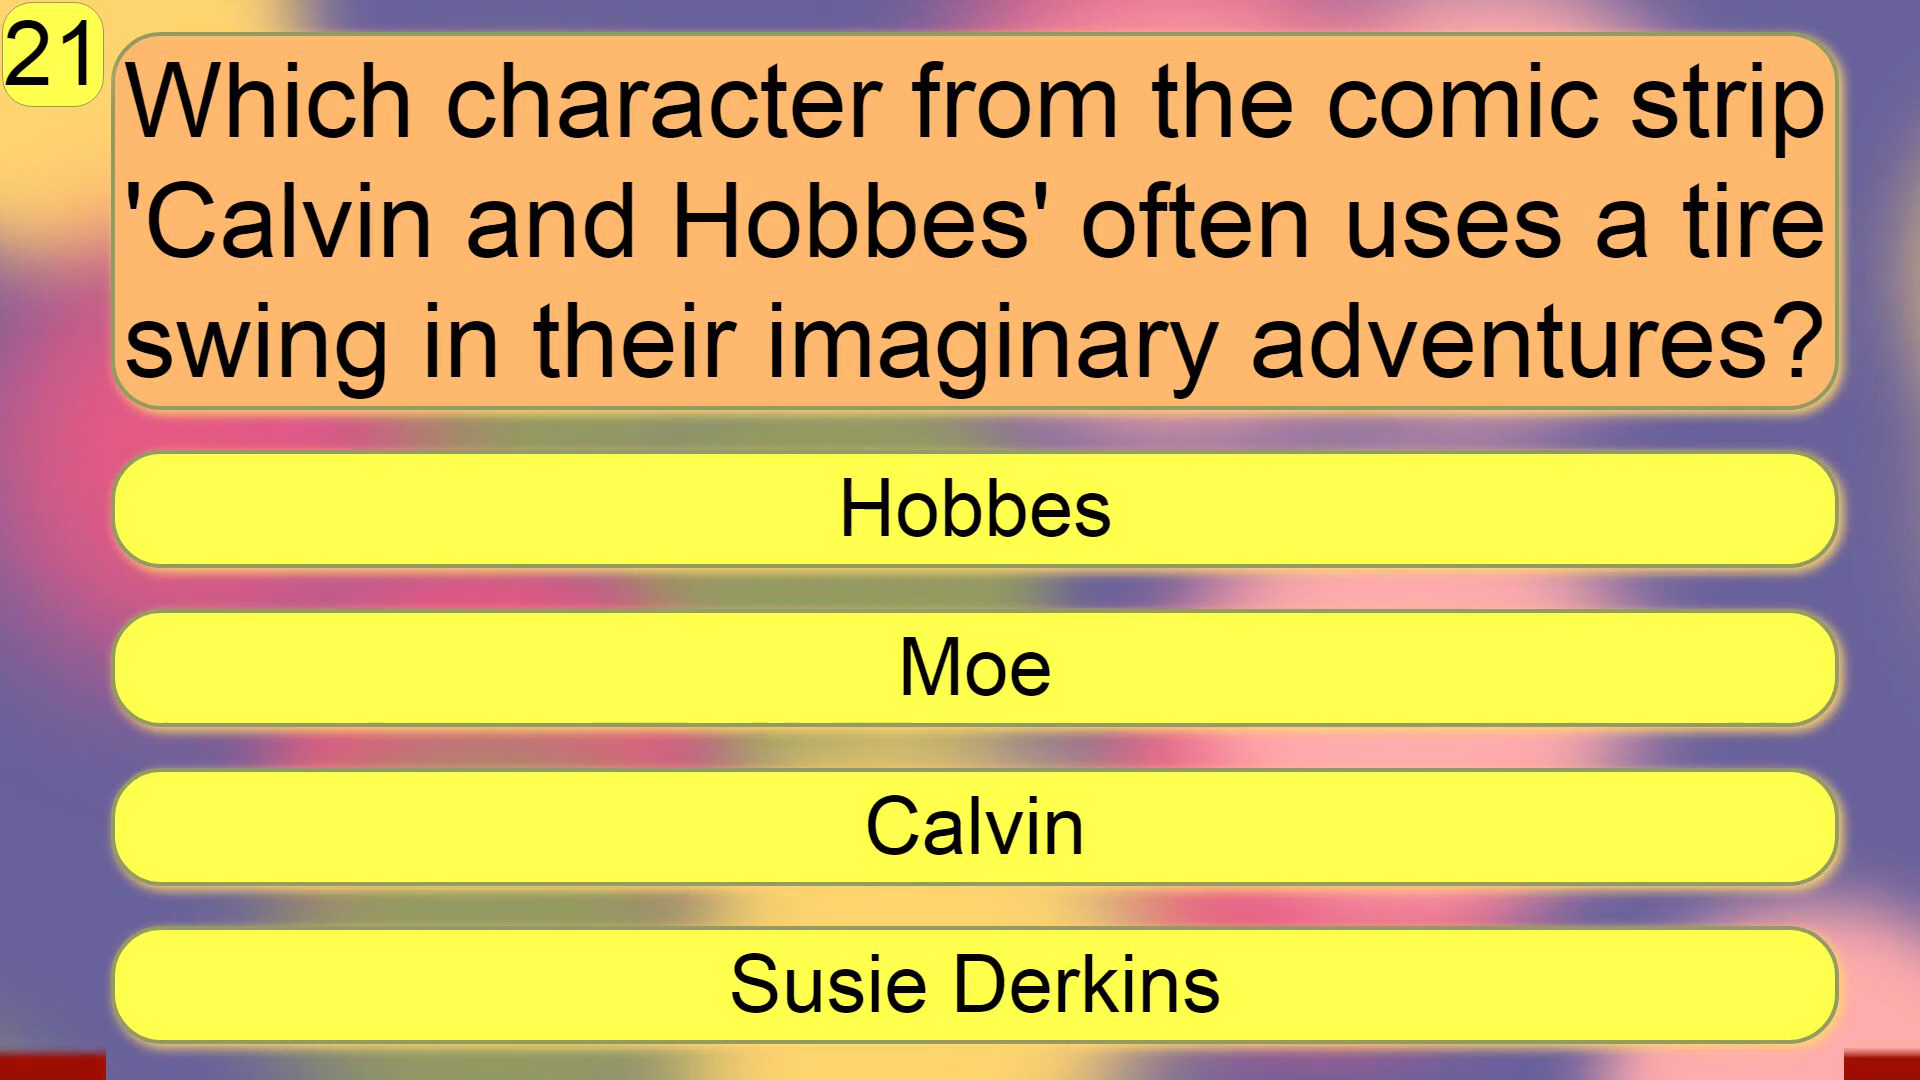 21
Which character from the comic strip
'Calvin and Hobbes' often uses a tire
swing in their imaginary adventures?
Hobbes
Moe
Calvin
Susie Derkins